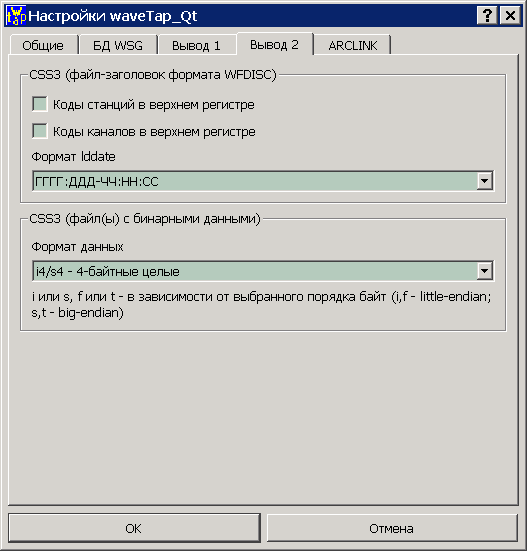 Настройки waveTap_Qt
Общие БД WSG Вывод 1 Вывод 2 ARCLINK
CSS3 (файл-заголовок формата WFDISC)
Коды станций в верхнем регистре
Коды каналов в верхнем регистре
Формат lddate
ГГГГ:ДДД-ЧЧ:НН:СС
CSS3 (файл(ы) с бинарными данными)
Формат данных
i4/s4 - 4-байтные целые
i или s, f или t - в зависимости от выбранного порядка байт (i,f - little-endian;
s,t - big-endian)
OK Отмена